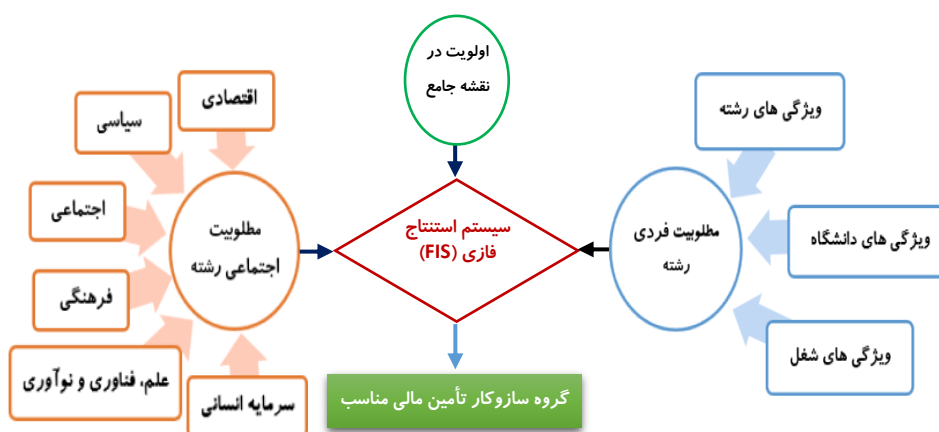 اولویت در
نقشه جامع
ویژگی های رشته
ویژگی های دانشگاه
ویژگی های شغل
مطلوبیت فردی
رشته
سیستم استنتاج
فازی (FIS)
اقتصادی
سیاسی
اجتماعی
فرهنگی
علم، فناوری و نوآوری
سرمایه انسانی
مطلوبیت
اجتماعی رشته
گروه سازوکار تأمین مالی مناسب